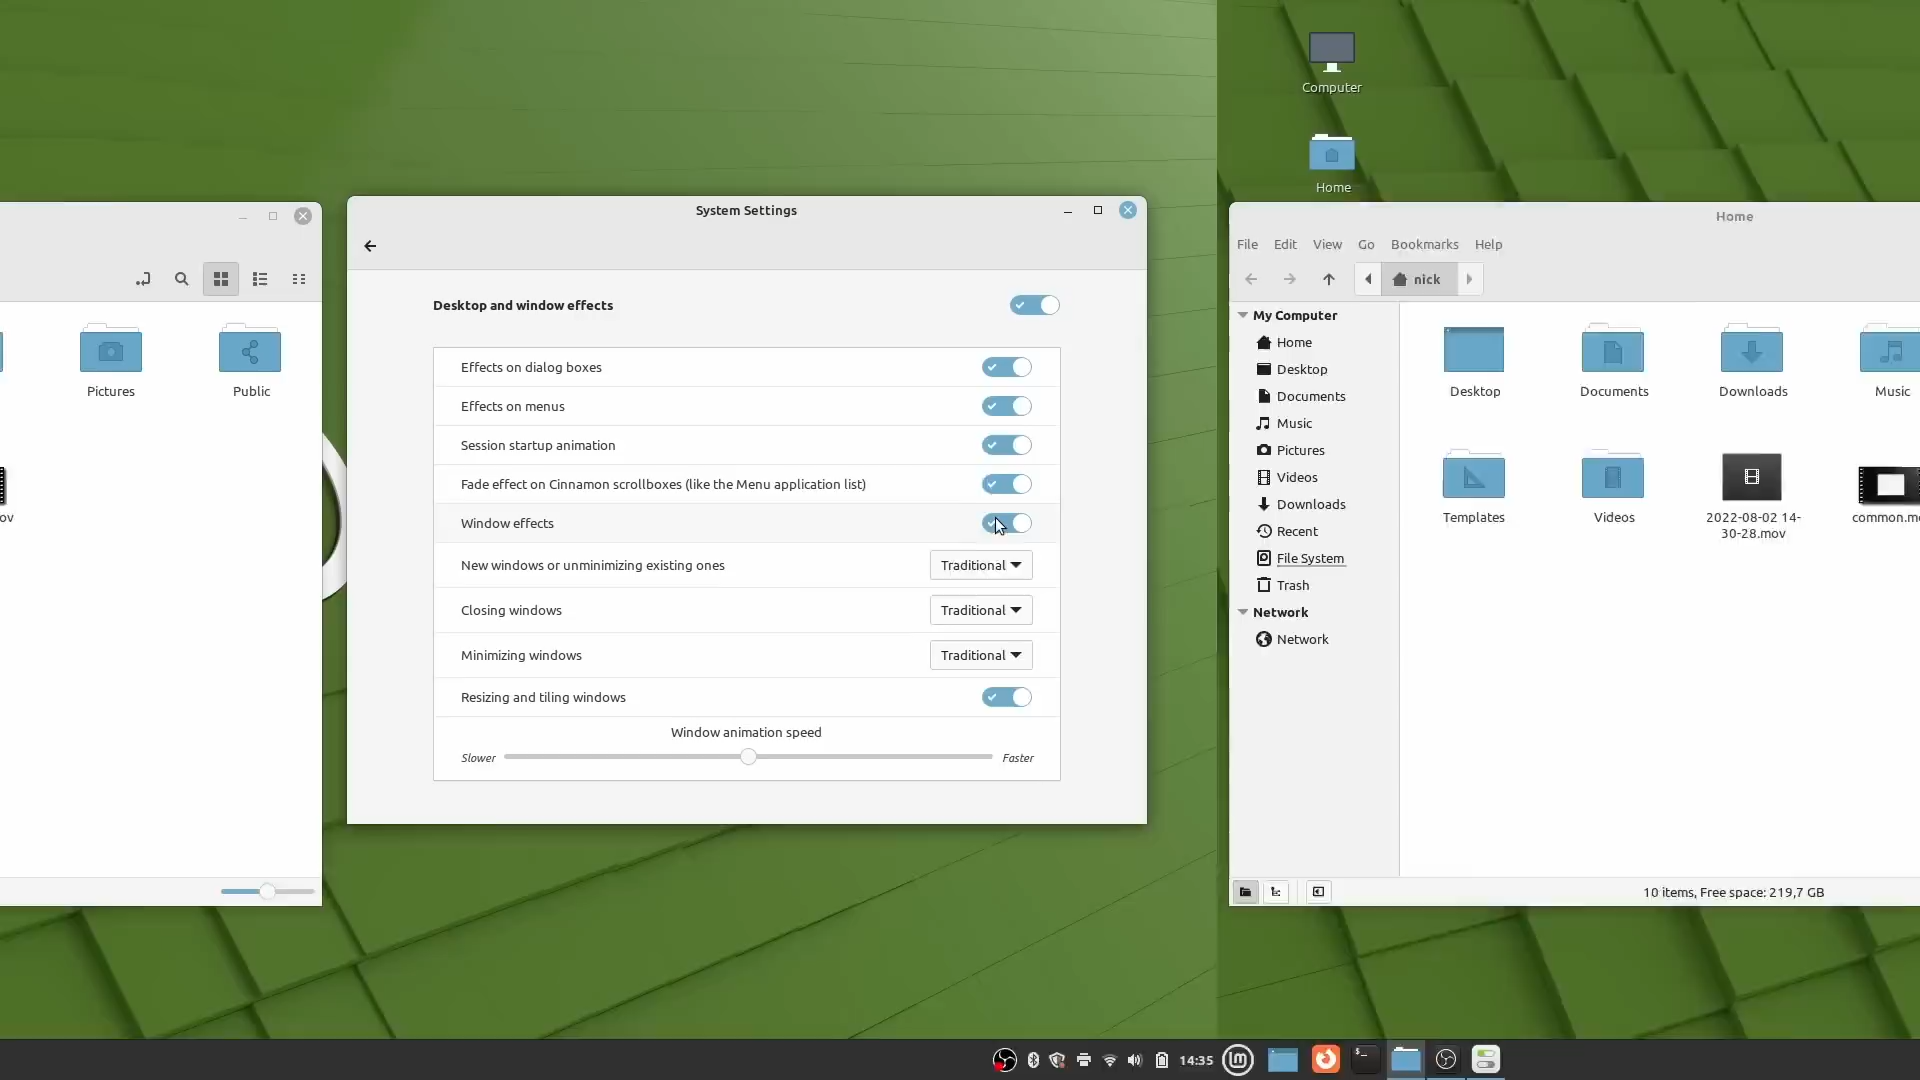 Computer
Home
Pictures
Public
ov
System Settings
Desktop and window effects
Effects on dialog boxes
Effects on menus
Session startup animation
Fade effect on Cinnamon scrollboxes (like the Menu application list)
Window effects
New windows or unminimizing existing ones
Traditional
Closing windows
Traditional
Minimizing windows
Traditional
Resizing and tiling windows
Window animation speed
Slower
Faster
Home
File Edit View Go Bookmarks Help
nick
My Computer
Home
Desktop
Documents
Music
Pictures
Videos
Downloads
Recent
File System
Trash
Network
Network
Desktop
Documents
Downloads
Music
Templates
Videos
2022-08-02 14-
30-28.mov
common.m
10 items, Free space: 219,7 GB
14:35
lm
$_